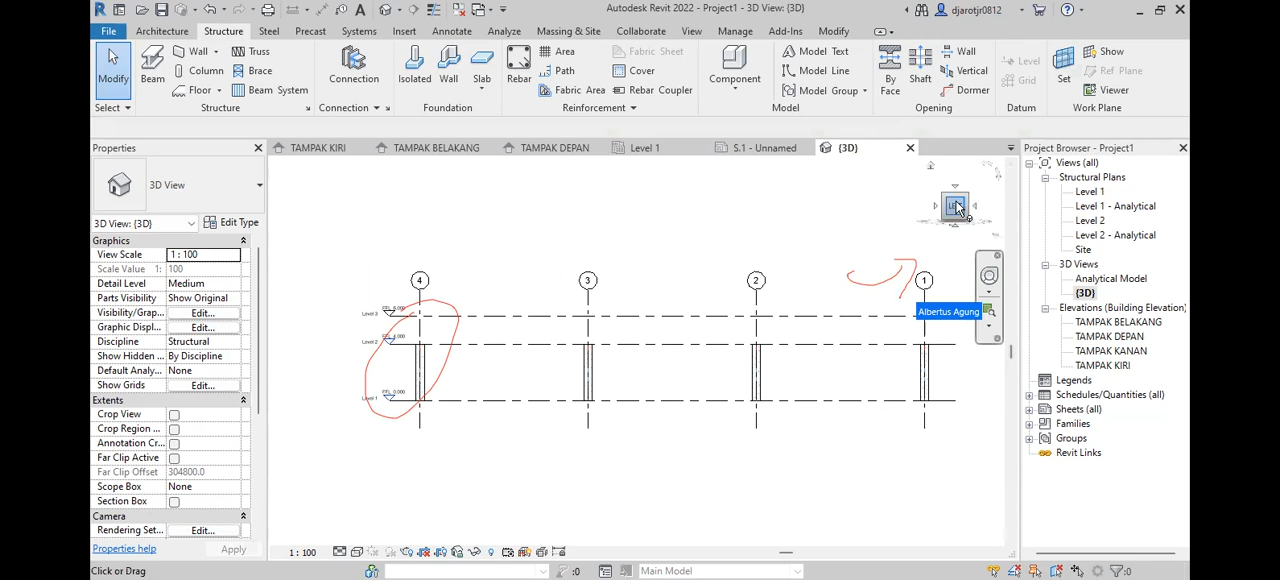 Autodesk Revit 2022 - Project1 - 3D View: {3D}
djarotjr0812
File Architecture Structure Steel Precast Systems Insert Annotate Analyze Massing & Site Collaborate View Manage Add-Ins Modify
Modify
Beam
Wall
Column
Floor
Truss
Brace
Beam System
Connection
Isolated
Wall
Slab
Rebar
Area
Path
Fabric Area
Fabric Sheet
Cover
Rebar Coupler
Component
Model Text
Model Line
Model Group
By Face
Shaft
Wall
Vertical
Dormer
Level
Grid
Set
Show
Ref Plane
Viewer
Select
Structure
Connection
Foundation
Reinforcement
Model
Opening
Datum
Work Plane
Properties
TAMPAK KIRI
TAMPAK BELAKANG
TAMPAK DEPAN
Level 1
S.1 - Unnamed
{3D}
Project Browser - Project1
3D View
3D View: {3D}
Edit Type
Graphics
View Scale 1 : 100
Scale Value 1: 100
Detail Level Medium
Parts Visibility Show Original
Visibility/Grap... Edit...
Graphic Displ... Edit...
Discipline Structural
Show Hidden ... By Discipline
Default Analy... None
Show Grids Edit...
Extents
Crop View
Crop Region ...
Annotation Cr...
Far Clip Active
Far Clip Offset 304800.0
Scope Box None
Section Box
Camera
Rendering Set... Edit...
Properties help
Apply
4 3 2 1
Level 3
Level 2
Level 1
Albertus Agung
Views (all)
Structural Plans
Level 1
Level 1 - Analytical
Level 2
Level 2 - Analytical
Site
3D Views
Analytical Model
{3D}
Elevations (Building Elevation)
TAMPAK BELAKANG
TAMPAK DEPAN
TAMPAK KANAN
TAMPAK KIRI
Legends
Schedules/Quantities (all)
Sheets (all)
Families
Groups
Revit Links
1 : 100
Click or Drag
:0
Main Model
:0